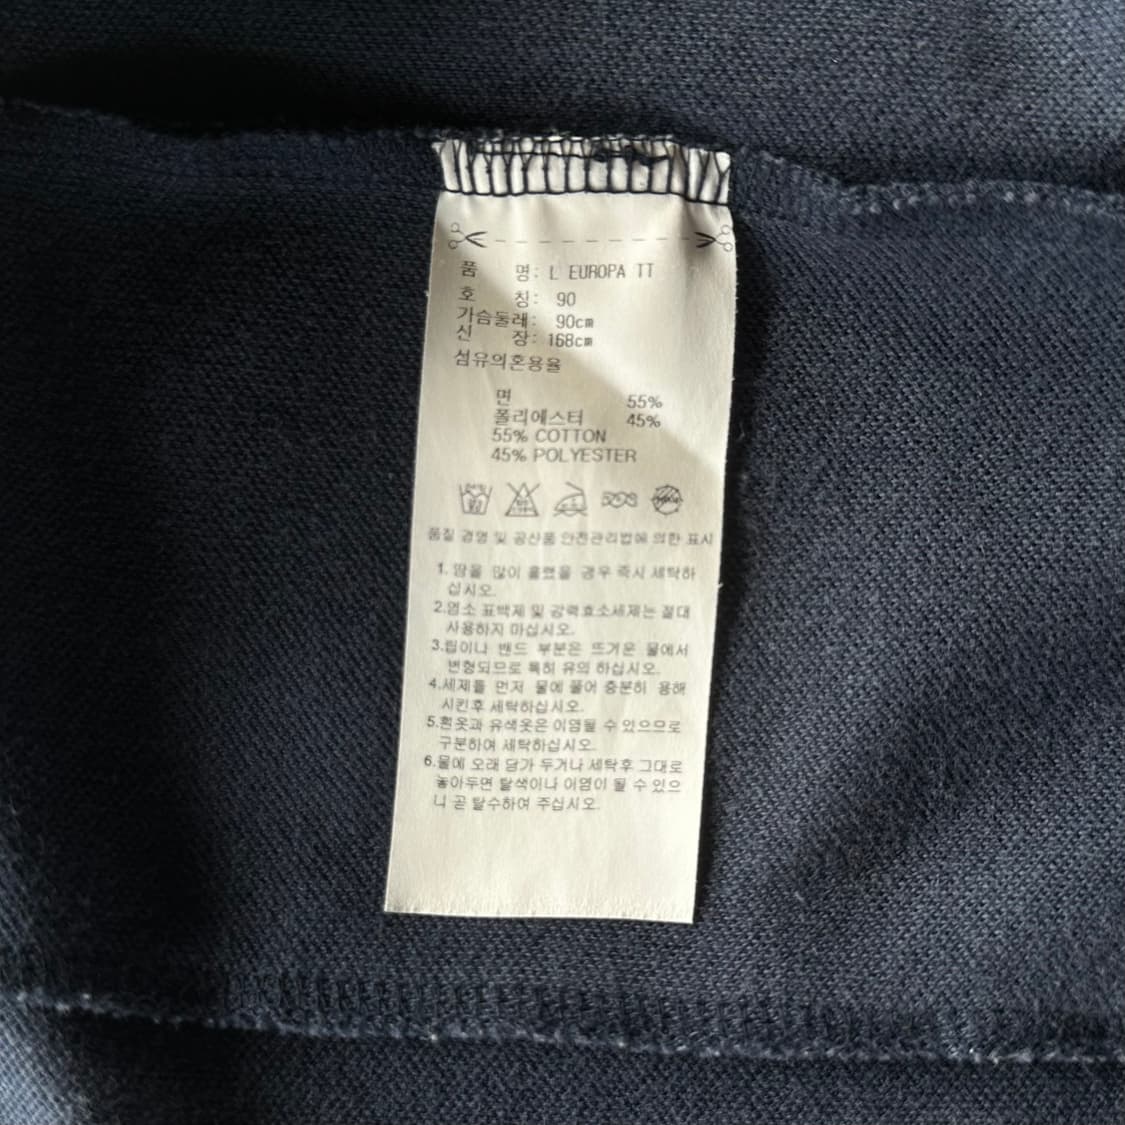 품 명: L EUROPA TT
호 칭: 90
가슴둘레: 90cm
신 장: 168cm
섬유의혼용율
면 55%
폴리에스터 45%
55% COTTON
45% POLYESTER
품질 경영 및 공산품 안전관리법에 의한 표시
1. 땀을 많이 흘렸을 경우 즉시 세탁하
십시오.
2.염소 표백제 및 강력효소세제는 절대
사용하지 마십시오.
3.립이나 밴드 부분은 뜨거운 물에서
변형되므로 특히 유의 하십시오.
4.세제를 먼저 물에 풀어 충분히 용해
시킨후 세탁하십시오.
5.흰옷과 유색옷은 이염될 수 있으므로
구분하여 세탁하십시오.
6.물에 오래 담가 두거나 세탁후 그대로
놓아두면 탈색이나 이염이 될 수 있으
니 곧 탈수하여 주십시오.